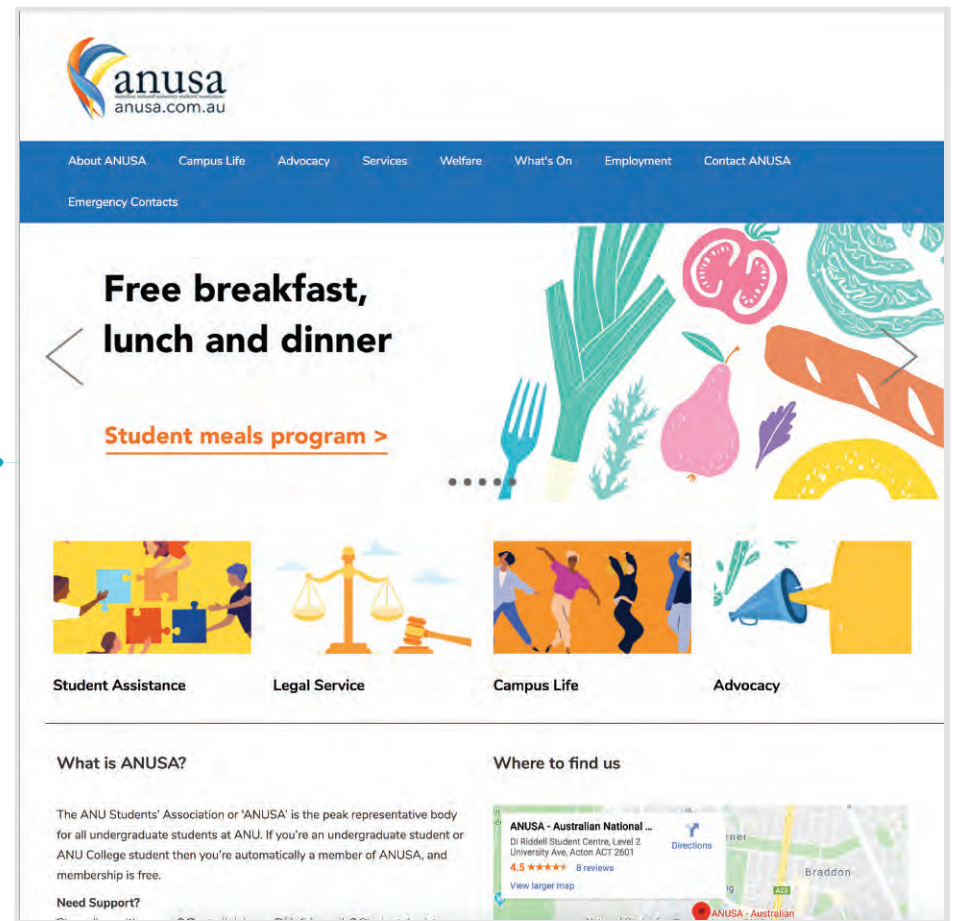 anusa
anusa.com.au
About ANUSA Campus Life Advocacy Services Welfare What's On Employment Contact ANUSA
Emergency Contacts
Free breakfast,
lunch and dinner
Student meals program >
Student Assistance Legal Service Campus Life Advocacy
What is ANUSA?
The ANU Students' Association or 'ANUSA' is the peak representative body
for all undergraduate students at ANU. If you're an undergraduate student or
ANU College student then you're automatically a member of ANUSA, and
membership is free.
Need Support?
Where to find us
ANUSA - Australian National ...
Di Riddell Student Centre, Level 2
University Ave, Acton ACT 2601
4.5 8 reviews
View larger map
Directions
rner
Braddon
A23
ANUSA - Australian